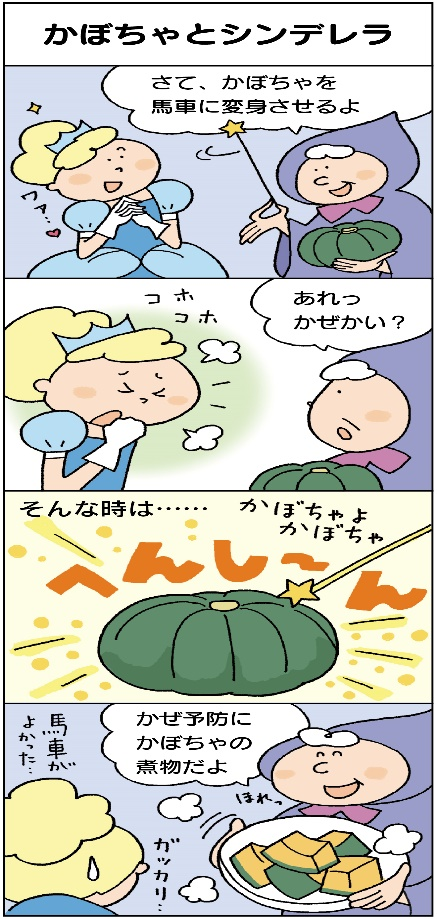 かぼちゃとシンデレラ
さて、かぼちゃを
馬車に変身させるよ
ワァ…
コホ
コホ
あれっ
かぜかい？
そんな時は……
かぼちゃよ
かぼちゃ
へんし〜ん
かぜ予防に
かぼちゃの
煮物だよ
ほれっ
馬車が
よかった…
ガッカリ…